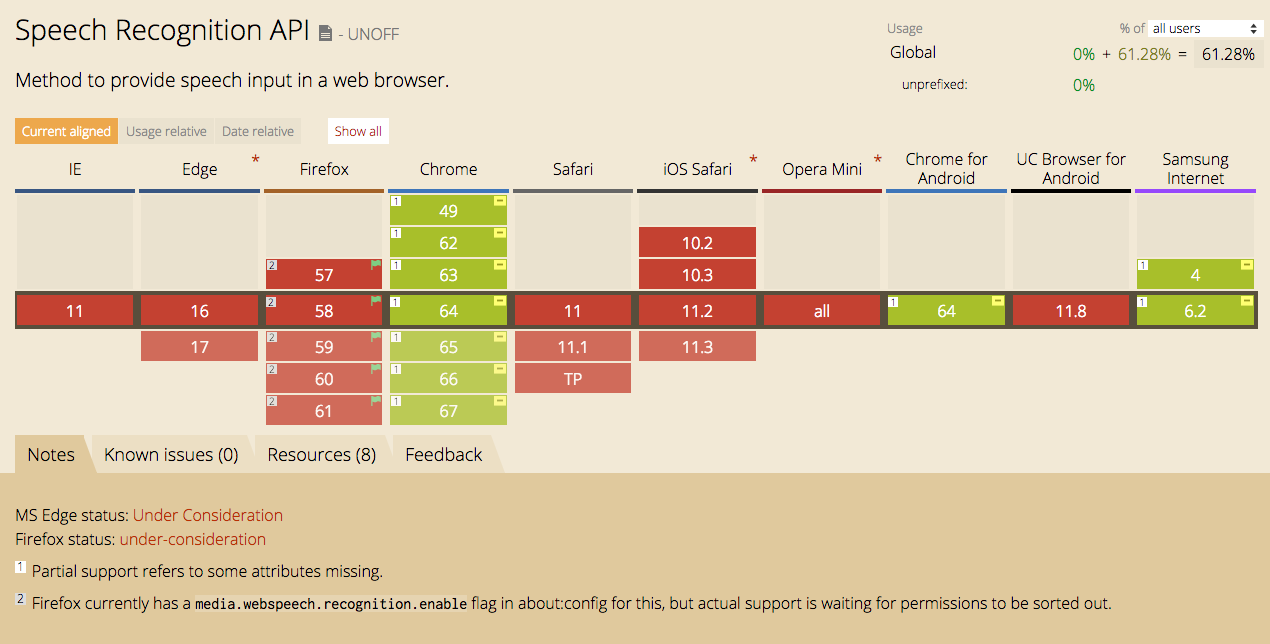 Speech Recognition API - UNOFF
Usage % of all users
Global 0% + 61.28% = 61.28%
unprefixed: 0%
Method to provide speech input in a web browser.
Current aligned Usage relative Date relative Show all
IE Edge * Firefox Chrome Safari iOS Safari * Opera Mini * Chrome for Android UC Browser for Android Samsung Internet
1 49
1 62 10.2
2 57 1 63 10.3 1 4
11 16 2 58 1 64 11 11.2 all 1 64 11.8 1 6.2
17 2 59 1 65 11.1 11.3
2 60 1 66 TP
2 61 1 67
Notes Known issues (0) Resources (8) Feedback
MS Edge status: Under Consideration
Firefox status: under-consideration
1 Partial support refers to some attributes missing.
2 Firefox currently has a media.webspeech.recognition.enable flag in about:config for this, but actual support is waiting for permissions to be sorted out.